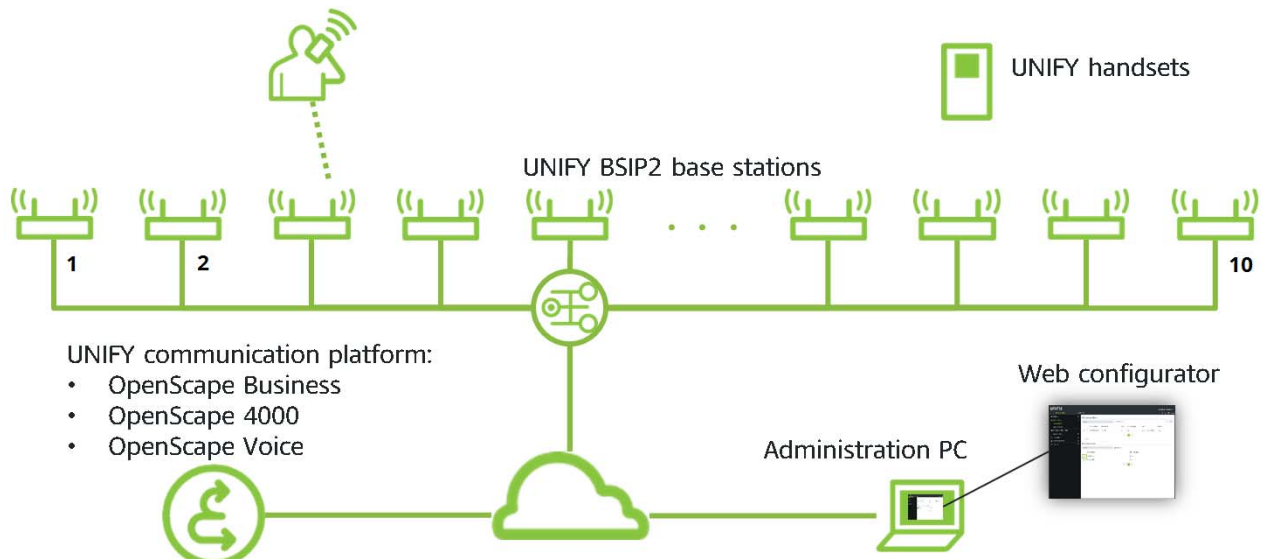 UNIFY handsets
UNIFY BSIP2 base stations
. . .
1
2
10
UNIFY communication platform:
• OpenScape Business
• OpenScape 4000
• OpenScape Voice
Web configurator
Administration PC